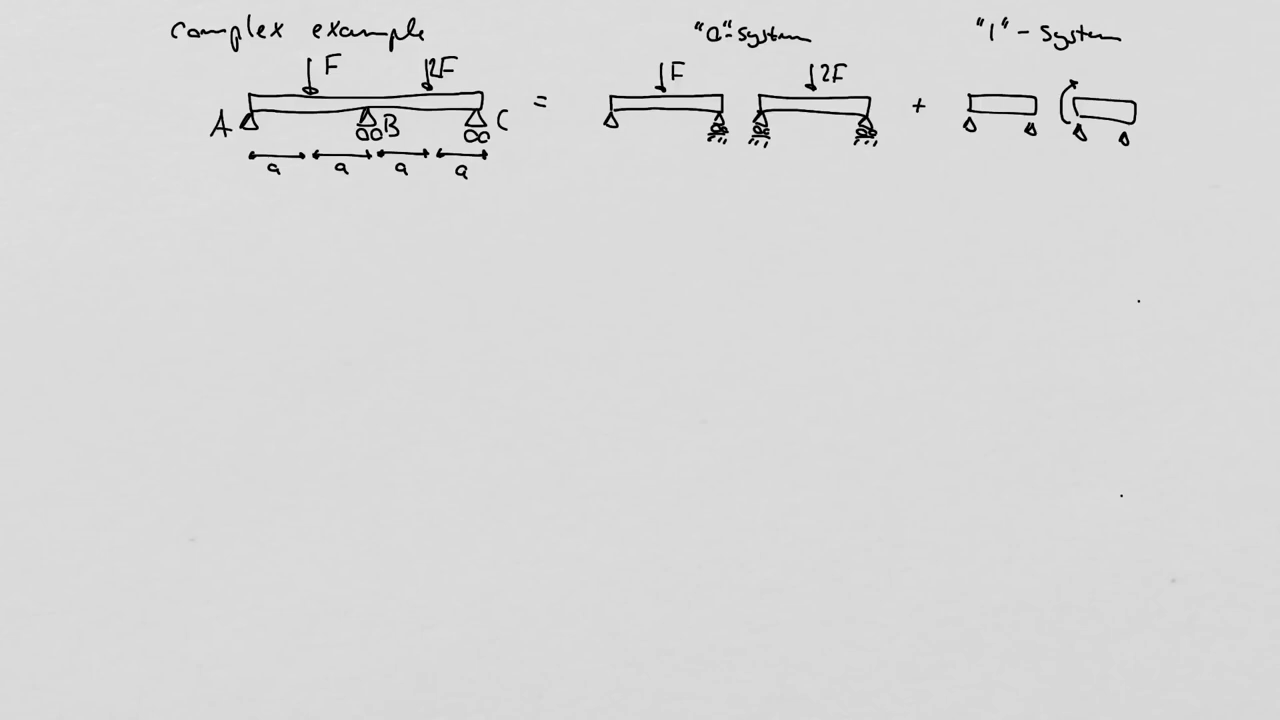 complex example
"0"-System
"1" - System
F
2F
F
2F
A
B
C
=
+
a
a
a
a